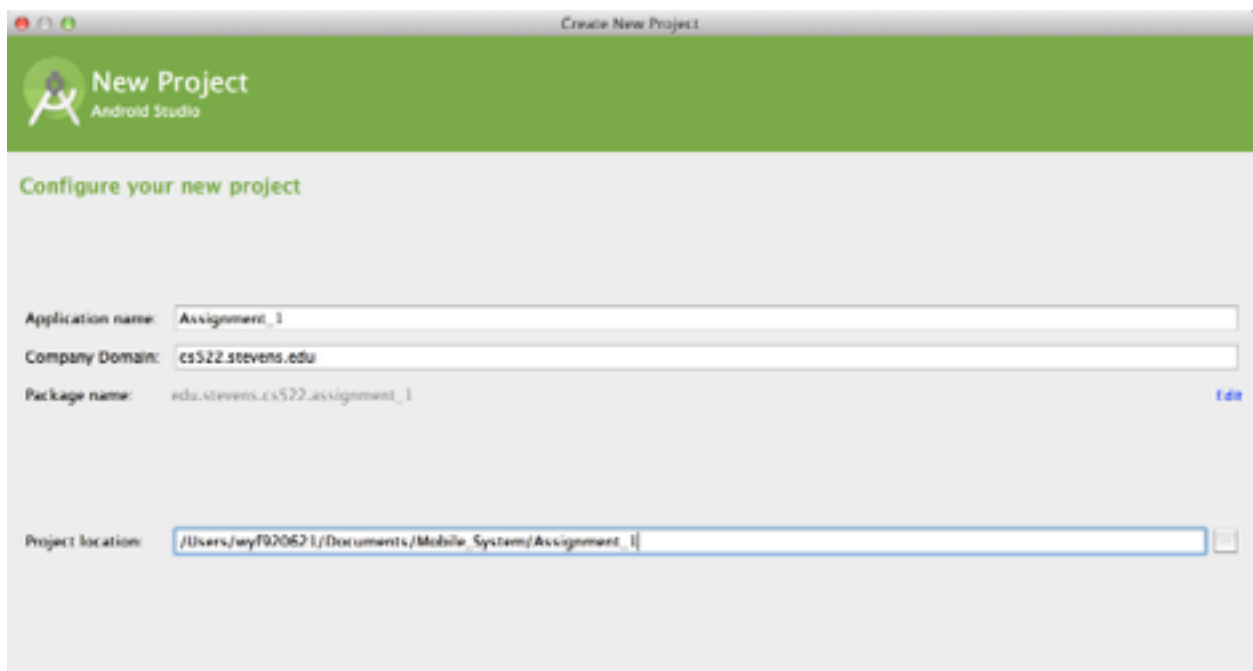 Create New Project
New Project
Android Studio
Configure your new project
Application name: Assignment_1
Company Domain: cs522.stevens.edu
Package name: edu.stevens.cs522.assignment_1
Edit
Project location: /Users/wyf920621/Documents/Mobile_System/Assignment_1